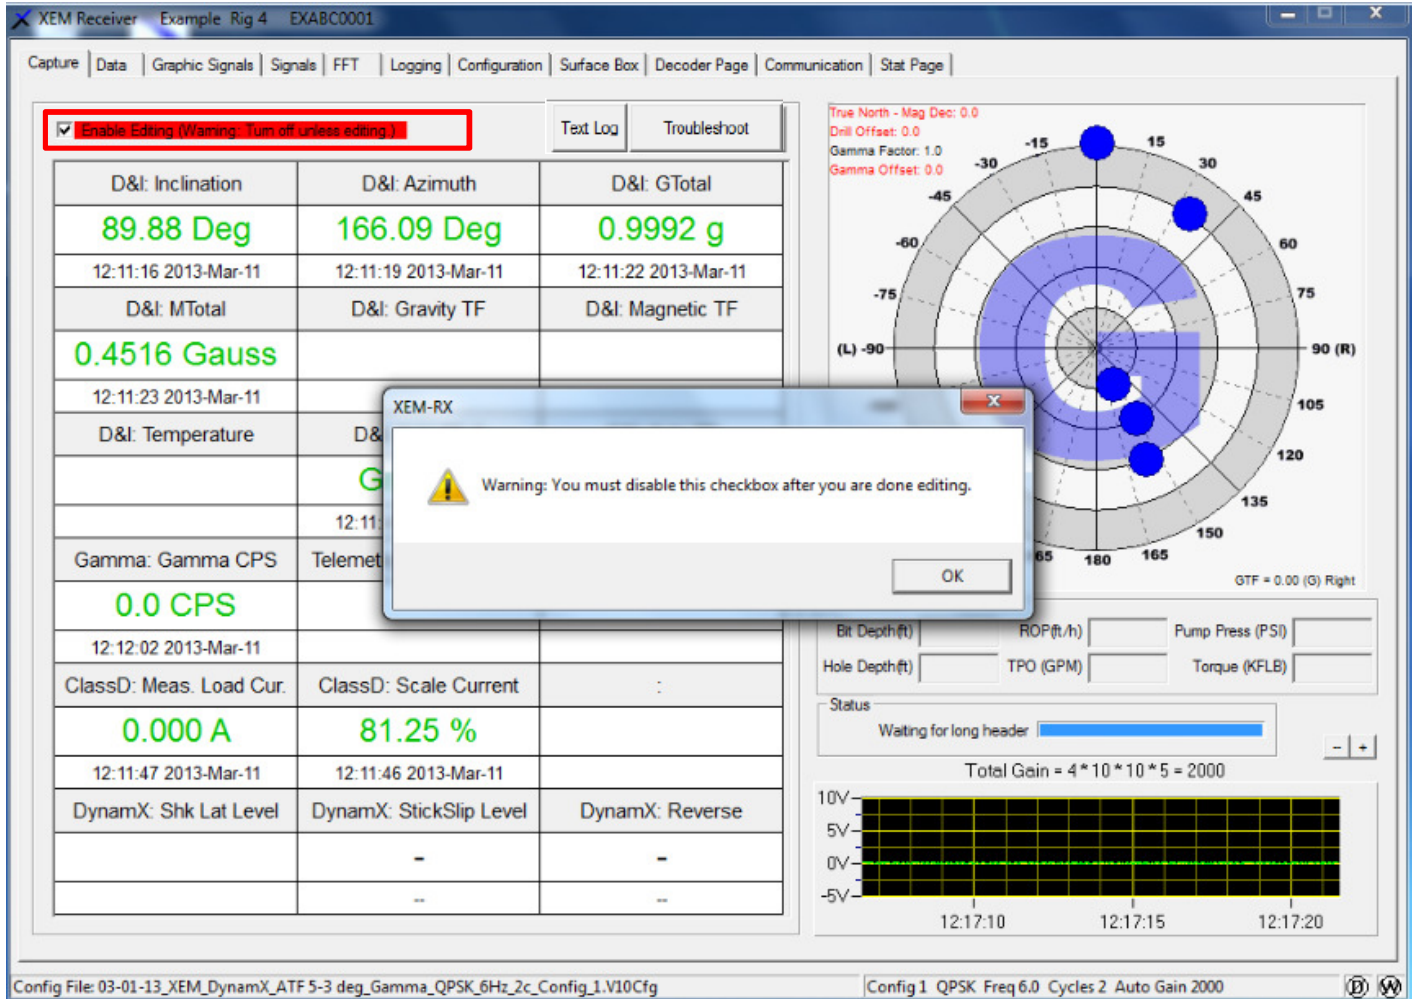 XEM Receiver Example Rig 4 EXABC0001
Capture Data Graphic Signals Signals FFT Logging Configuration Surface Box Decoder Page Communication Stat Page
Enable Editing (Warning: Turn off unless editing.)
Text Log Troubleshoot
D&I: Inclination D&I: Azimuth D&I: GTotal
89.88 Deg 166.09 Deg 0.9992 g
12:11:16 2013-Mar-11 12:11:19 2013-Mar-11 12:11:22 2013-Mar-11
D&I: MTotal D&I: Gravity TF D&I: Magnetic TF
0.4516 Gauss
12:11:23 2013-Mar-11
D&I: Temperature D&
G
12:11:
Gamma: Gamma CPS Telemet
0.0 CPS
12:12:02 2013-Mar-11
ClassD: Meas. Load Cur. ClassD: Scale Current :
0.000 A 81.25 %
12:11:47 2013-Mar-11 12:11:46 2013-Mar-11
DynamX: Shk Lat Level DynamX: StickSlip Level DynamX: Reverse
- -
-- --
XEM-RX
Warning: You must disable this checkbox after you are done editing.
OK
True North - Mag Dec: 0.0
Drill Offset: 0.0
Gamma Factor: 1.0
Gamma Offset: 0.0
-15 15
-30 30
-45 45
-60 60
-75 75
(L) -90 90 (R)
105
120
135
150
65 180 165
GTF = 0.00 (G) Right
Bit Depth(ft) ROP(ft/h) Pump Press (PSI)
Hole Depth(ft) TPO (GPM) Torque (KFLB)
Status
Waiting for long header
- +
Total Gain = 4 * 10 * 10 * 5 = 2000
10V
5V
0V
-5V
12:17:10 12:17:15 12:17:20
Config File: 03-01-13_XEM_DynamX_ATF 5-3 deg_Gamma_QPSK_6Hz_2c_Config_1.V10Cfg Config 1 QPSK Freq 6.0 Cycles 2 Auto Gain 2000 D W